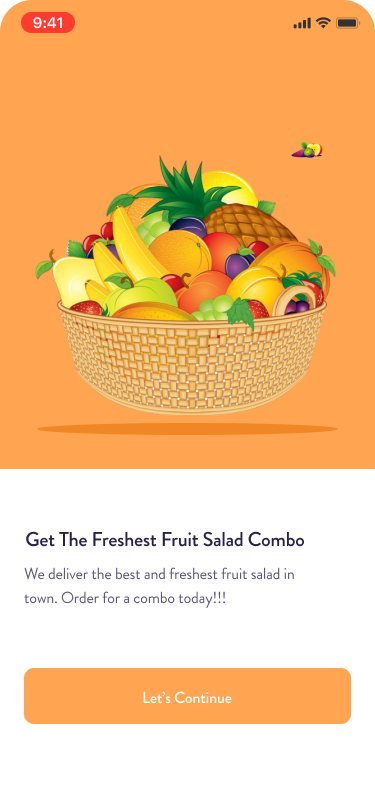 9:41
Get The Freshest Fruit Salad Combo
We deliver the best and freshest fruit salad in
town. Order for a combo today!!!
Let's Continue